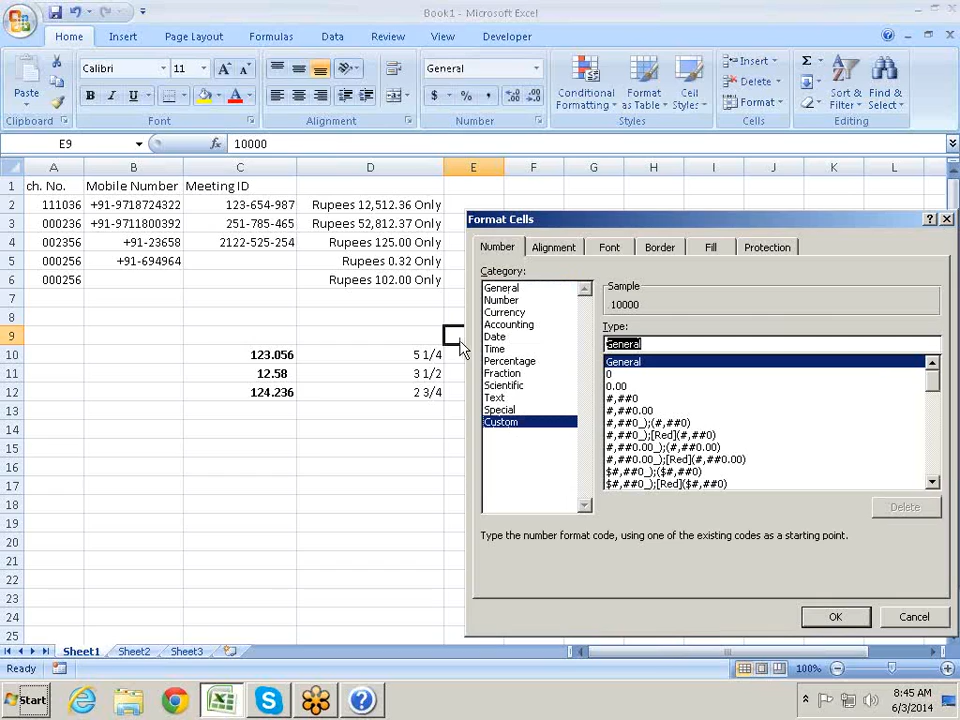 Book1 - Microsoft Excel
Home Insert Page Layout Formulas Data Review View Developer
Paste Calibri 11 General Conditional Formatting Format as Table Cell Styles Insert Delete Format Sort & Filter Find & Select
B I U $ % ,
Clipboard Font Alignment Number Styles Cells Editing
E9 fx 10000
A B C D E F G H I J K L
1 ch. No. Mobile Number Meeting ID
2 111036 +91-9718724322 123-654-987 Rupees 12,512.36 Only
3 000236 +91-9711800392 251-785-465 Rupees 52,812.37 Only
4 002356 +91-23658 2122-525-254 Rupees 125.00 Only
5 000256 +91-694964 Rupees 0.32 Only
6 000256 Rupees 102.00 Only
7
8
9
10 123.056 5 1/4
11 12.58 3 1/2
12 124.236 2 3/4
13
14
15
16
17
18
19
20
21
22
23
24
25
Format Cells
Number Alignment Font Border Fill Protection
Category:
General
Number
Currency
Accounting
Date
Time
Percentage
Fraction
Scientific
Text
Special
Custom
Sample
10000
Type:
General
General
0
0.00
#,##0
#,##0.00
#,##0_);(#,##0)
#,##0_);[Red](#,##0)
#,##0.00_);(#,##0.00)
#,##0.00_);[Red](#,##0.00)
$#,##0_);($#,##0)
$#,##0_);[Red]($#,##0)
Delete
Type the number format code, using one of the existing codes as a starting point.
OK Cancel
Sheet1 Sheet2 Sheet3
Ready 100%
Start 8:45 AM
6/3/2014